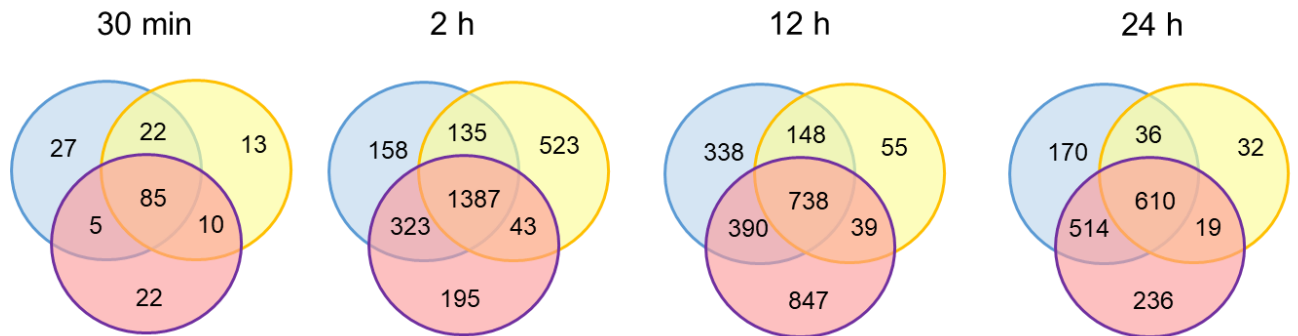 30 min 2 h 12 h 24 h
22 135 148 36
27 13 158 523 338 55 170 32
85 1387 738 610
5 10 323 43 390 39 514 19
22 195 847 236